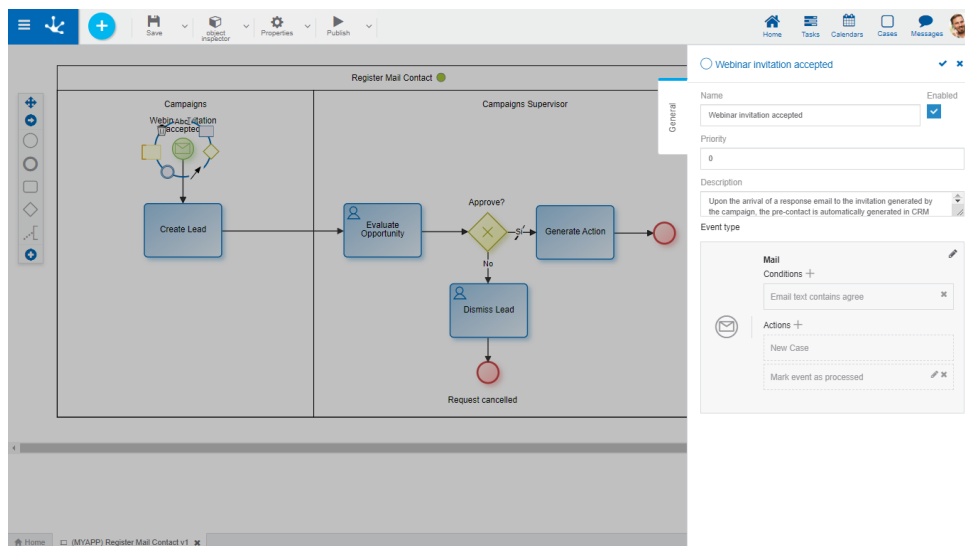 Save
object
inspector
Properties
Publish
Home
Tasks
Calendars
Cases
Messages
Register Mail Contact
Campaigns
Campaigns Supervisor
Abc
accepted
Create Lead
Evaluate
Opportunity
Approve?
Sí
Generate Action
No
Dismiss Lead
Request cancelled
General
Webinar invitation accepted
Name
Enabled
Webinar invitation accepted
Priority
0
Description
Upon the arrival of a response email to the invitation generated by
the campaign, the pre-contact is automatically generated in CRM
Event type
Mail
Conditions
Email text contains agree
Actions
New Case
Mark event as processed
Home
(MYAPP) Register Mail Contact v1